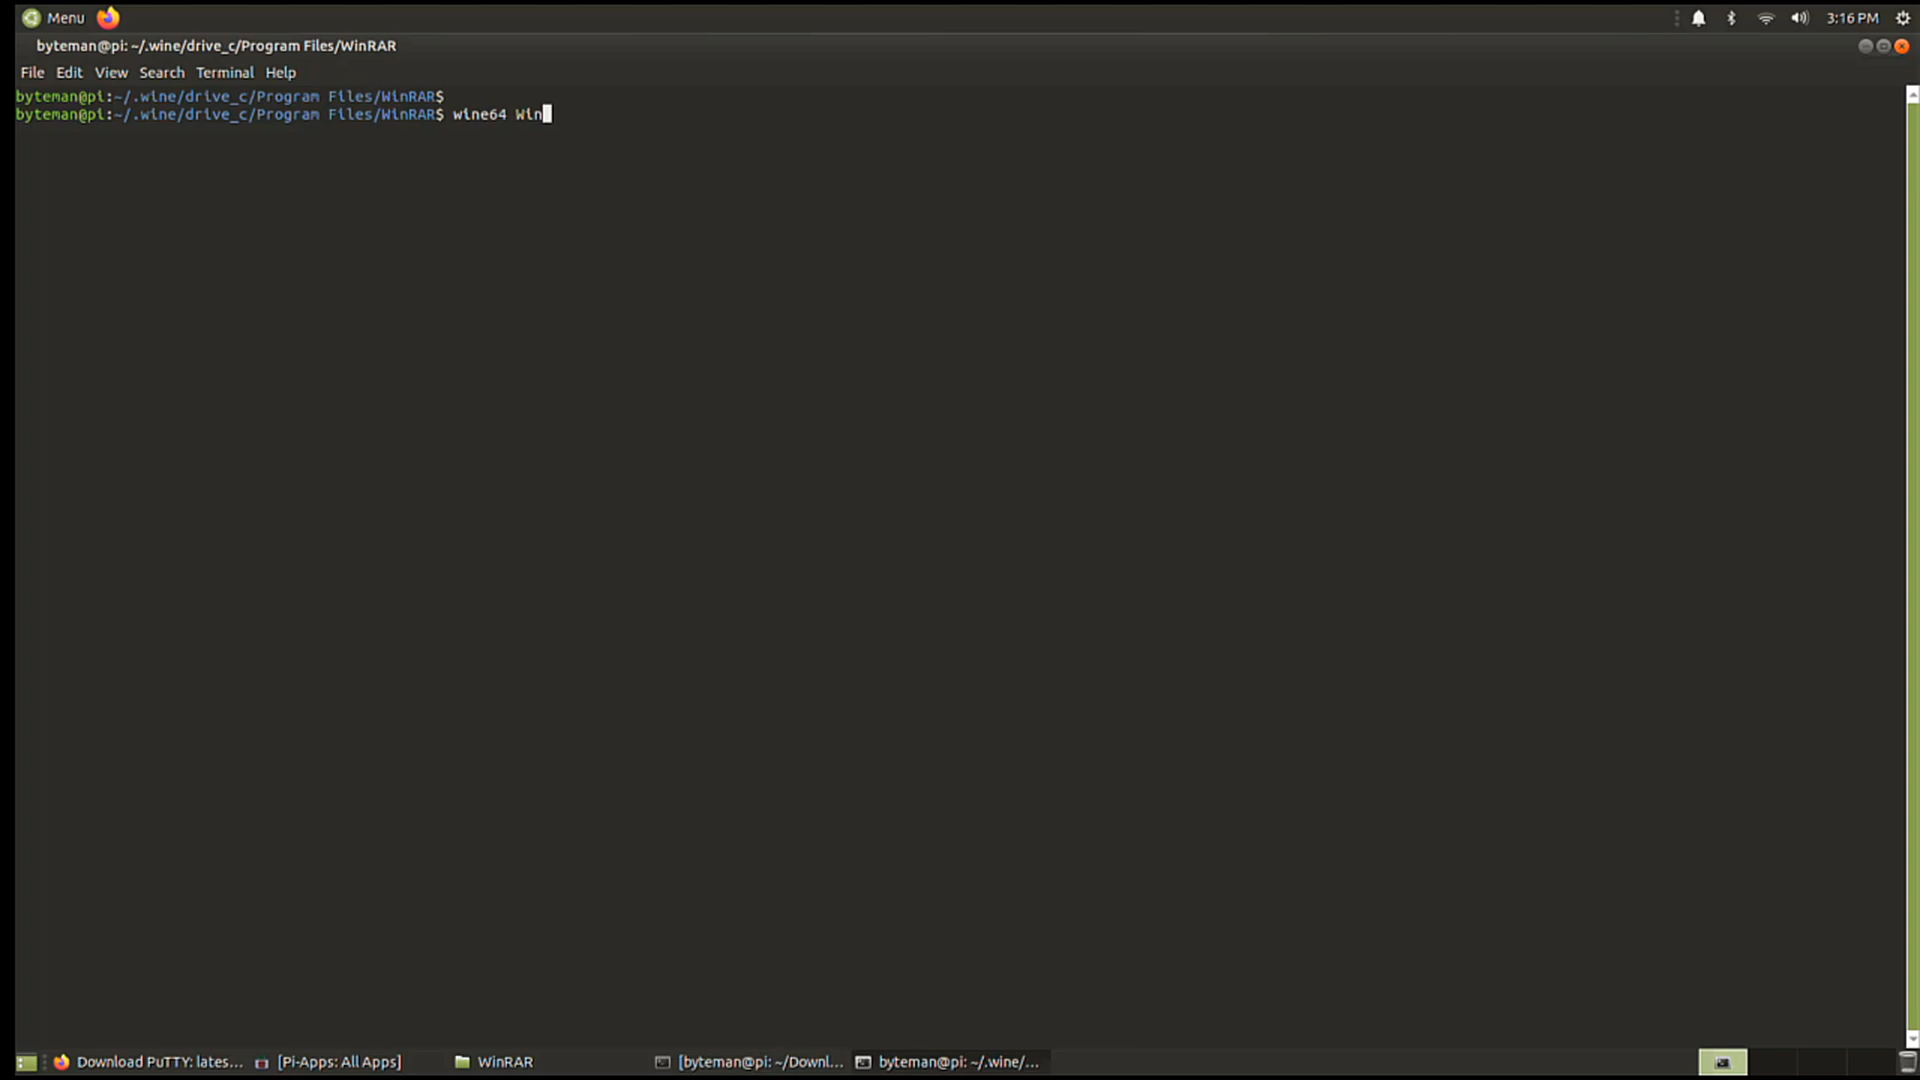 Menu
3:16 PM
byteman@pi: ~/.wine/drive_c/Program Files/WinRAR
File Edit View Search Terminal Help
byteman@pi:~/.wine/drive_c/Program Files/WinRAR$
byteman@pi:~/.wine/drive_c/Program Files/WinRAR$ wine64 Win
Download PuTTY: lates... [Pi-Apps: All Apps] WinRAR [byteman@pi: ~/Downl... byteman@pi: ~/.wine/...